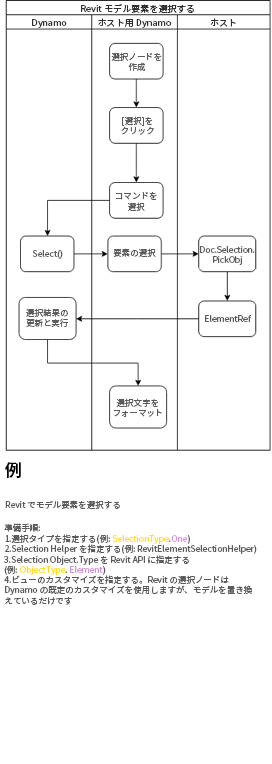 Revit モデル要素を選択する
Dynamo
ホスト用 Dynamo
ホスト
選択ノードを
作成
[選択]を
クリック
コマンドを
選択
Select()
要素の選択
Doc.Selection.
PickObj
選択結果の
更新と実行
ElementRef
選択文字を
フォーマット
例
Revit でモデル要素を選択する
準備手順:
1.選択タイプを指定する(例: SelectionType.One)
2.Selection Helper を指定する(例: RevitElementSelectionHelper)
3.Selection Object.Type を Revit API に指定する
(例: ObjectType. Element)
4.ビューのカスタマイズを指定する。Revit の選択ノードは
Dynamo の既定のカスタマイズを使用しますが、モデルを置き換
えているだけです